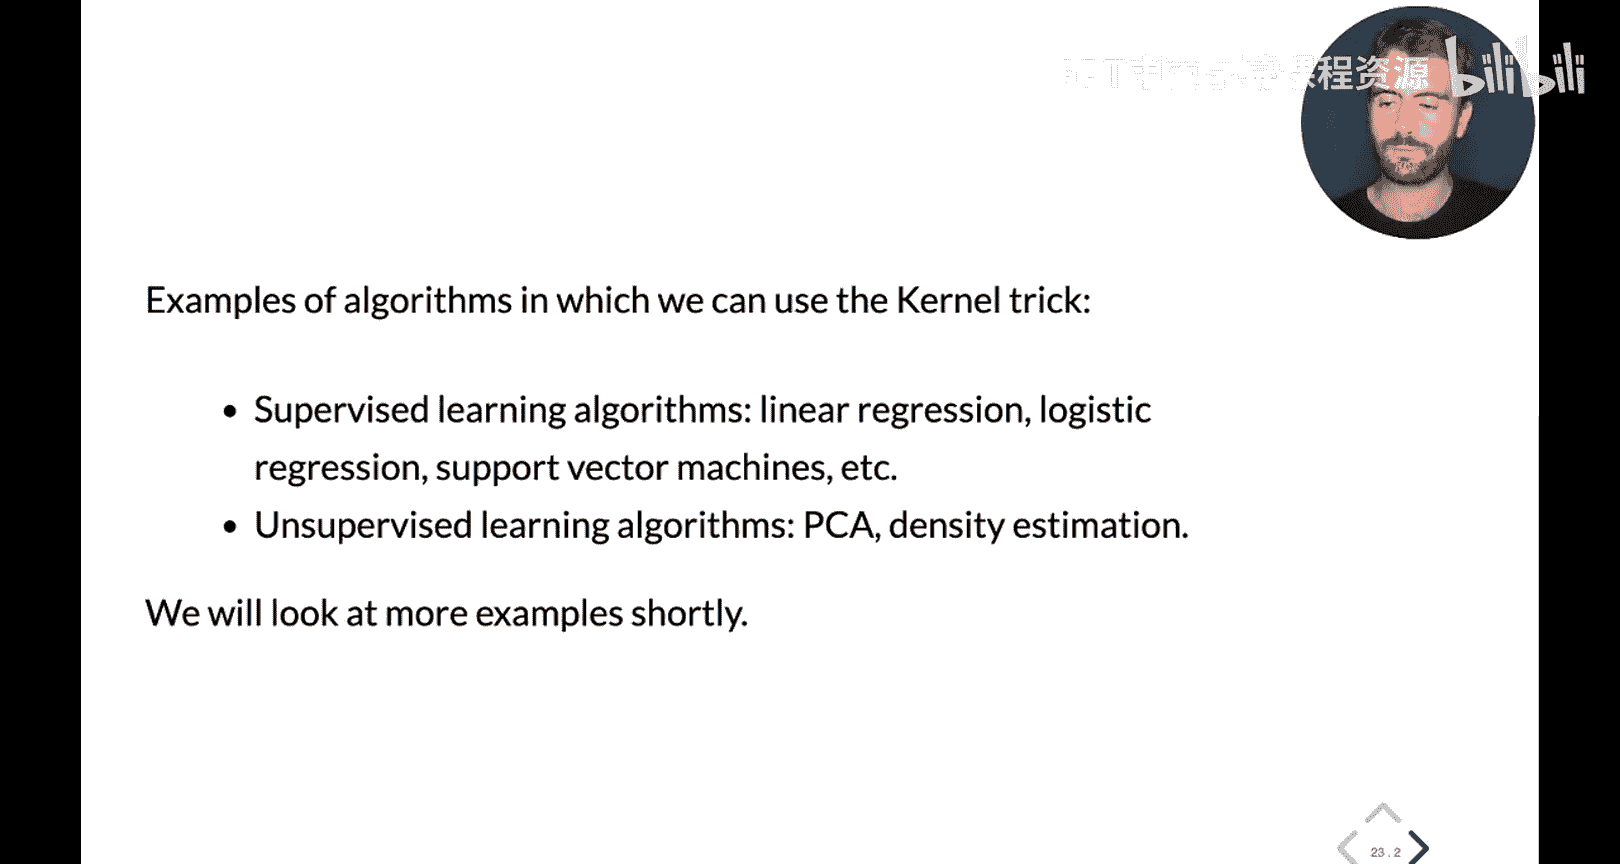 程资源 bilibili
Examples of algorithms in which we can use the Kernel trick:
• Supervised learning algorithms: linear regression, logistic
regression, support vector machines, etc.
• Unsupervised learning algorithms: PCA, density estimation.
We will look at more examples shortly.
23.2